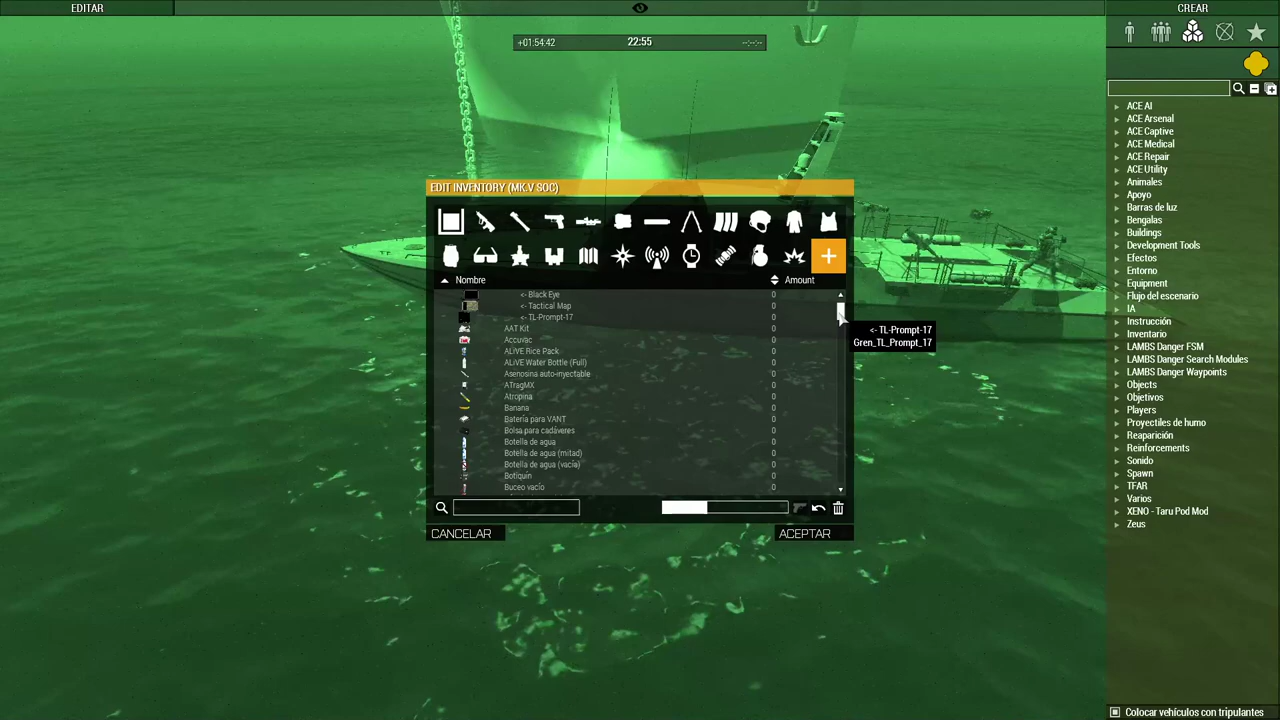 EDITAR
CREAR
+01:54:42
22:55
--:--:--
EDIT INVENTORY (MK.V SOC)
Nombre
Amount
<- Black Eye 0
<- Tactical Map 0
<- TL-Prompt-17 0
AAT Kit 0
Accuvac 0
ALiVE Rice Pack 0
ALiVE Water Bottle (Full) 0
Asenosina auto-injectable 0
ATragMX 0
Atropina 0
Banana 0
Batería para VANT 0
Bolsa para cadáveres 0
Botella de agua 0
Botella de agua (mitad) 0
Botella de agua (vacía) 0
Botiquín 0
Buceo vacío 0
<- TL-Prompt-17
Gren_TL_Prompt_17
CANCELAR
ACEPTAR
ACE AI
ACE Arsenal
ACE Captive
ACE Medical
ACE Repair
ACE Utility
Animales
Apoyo
Barras de luz
Bengalas
Buildings
Development Tools
Efectos
Entorno
Equipment
Flujo del escenario
IA
Instrucción
Inventario
LAMBS Danger FSM
LAMBS Danger Search Modules
LAMBS Danger Waypoints
Objects
Objetivos
Players
Proyectiles de humo
Reaparición
Reinforcements
Sonido
Spawn
TFAR
Varios
XENO - Taru Pod Mod
Zeus
Colocar vehículos con tripulantes